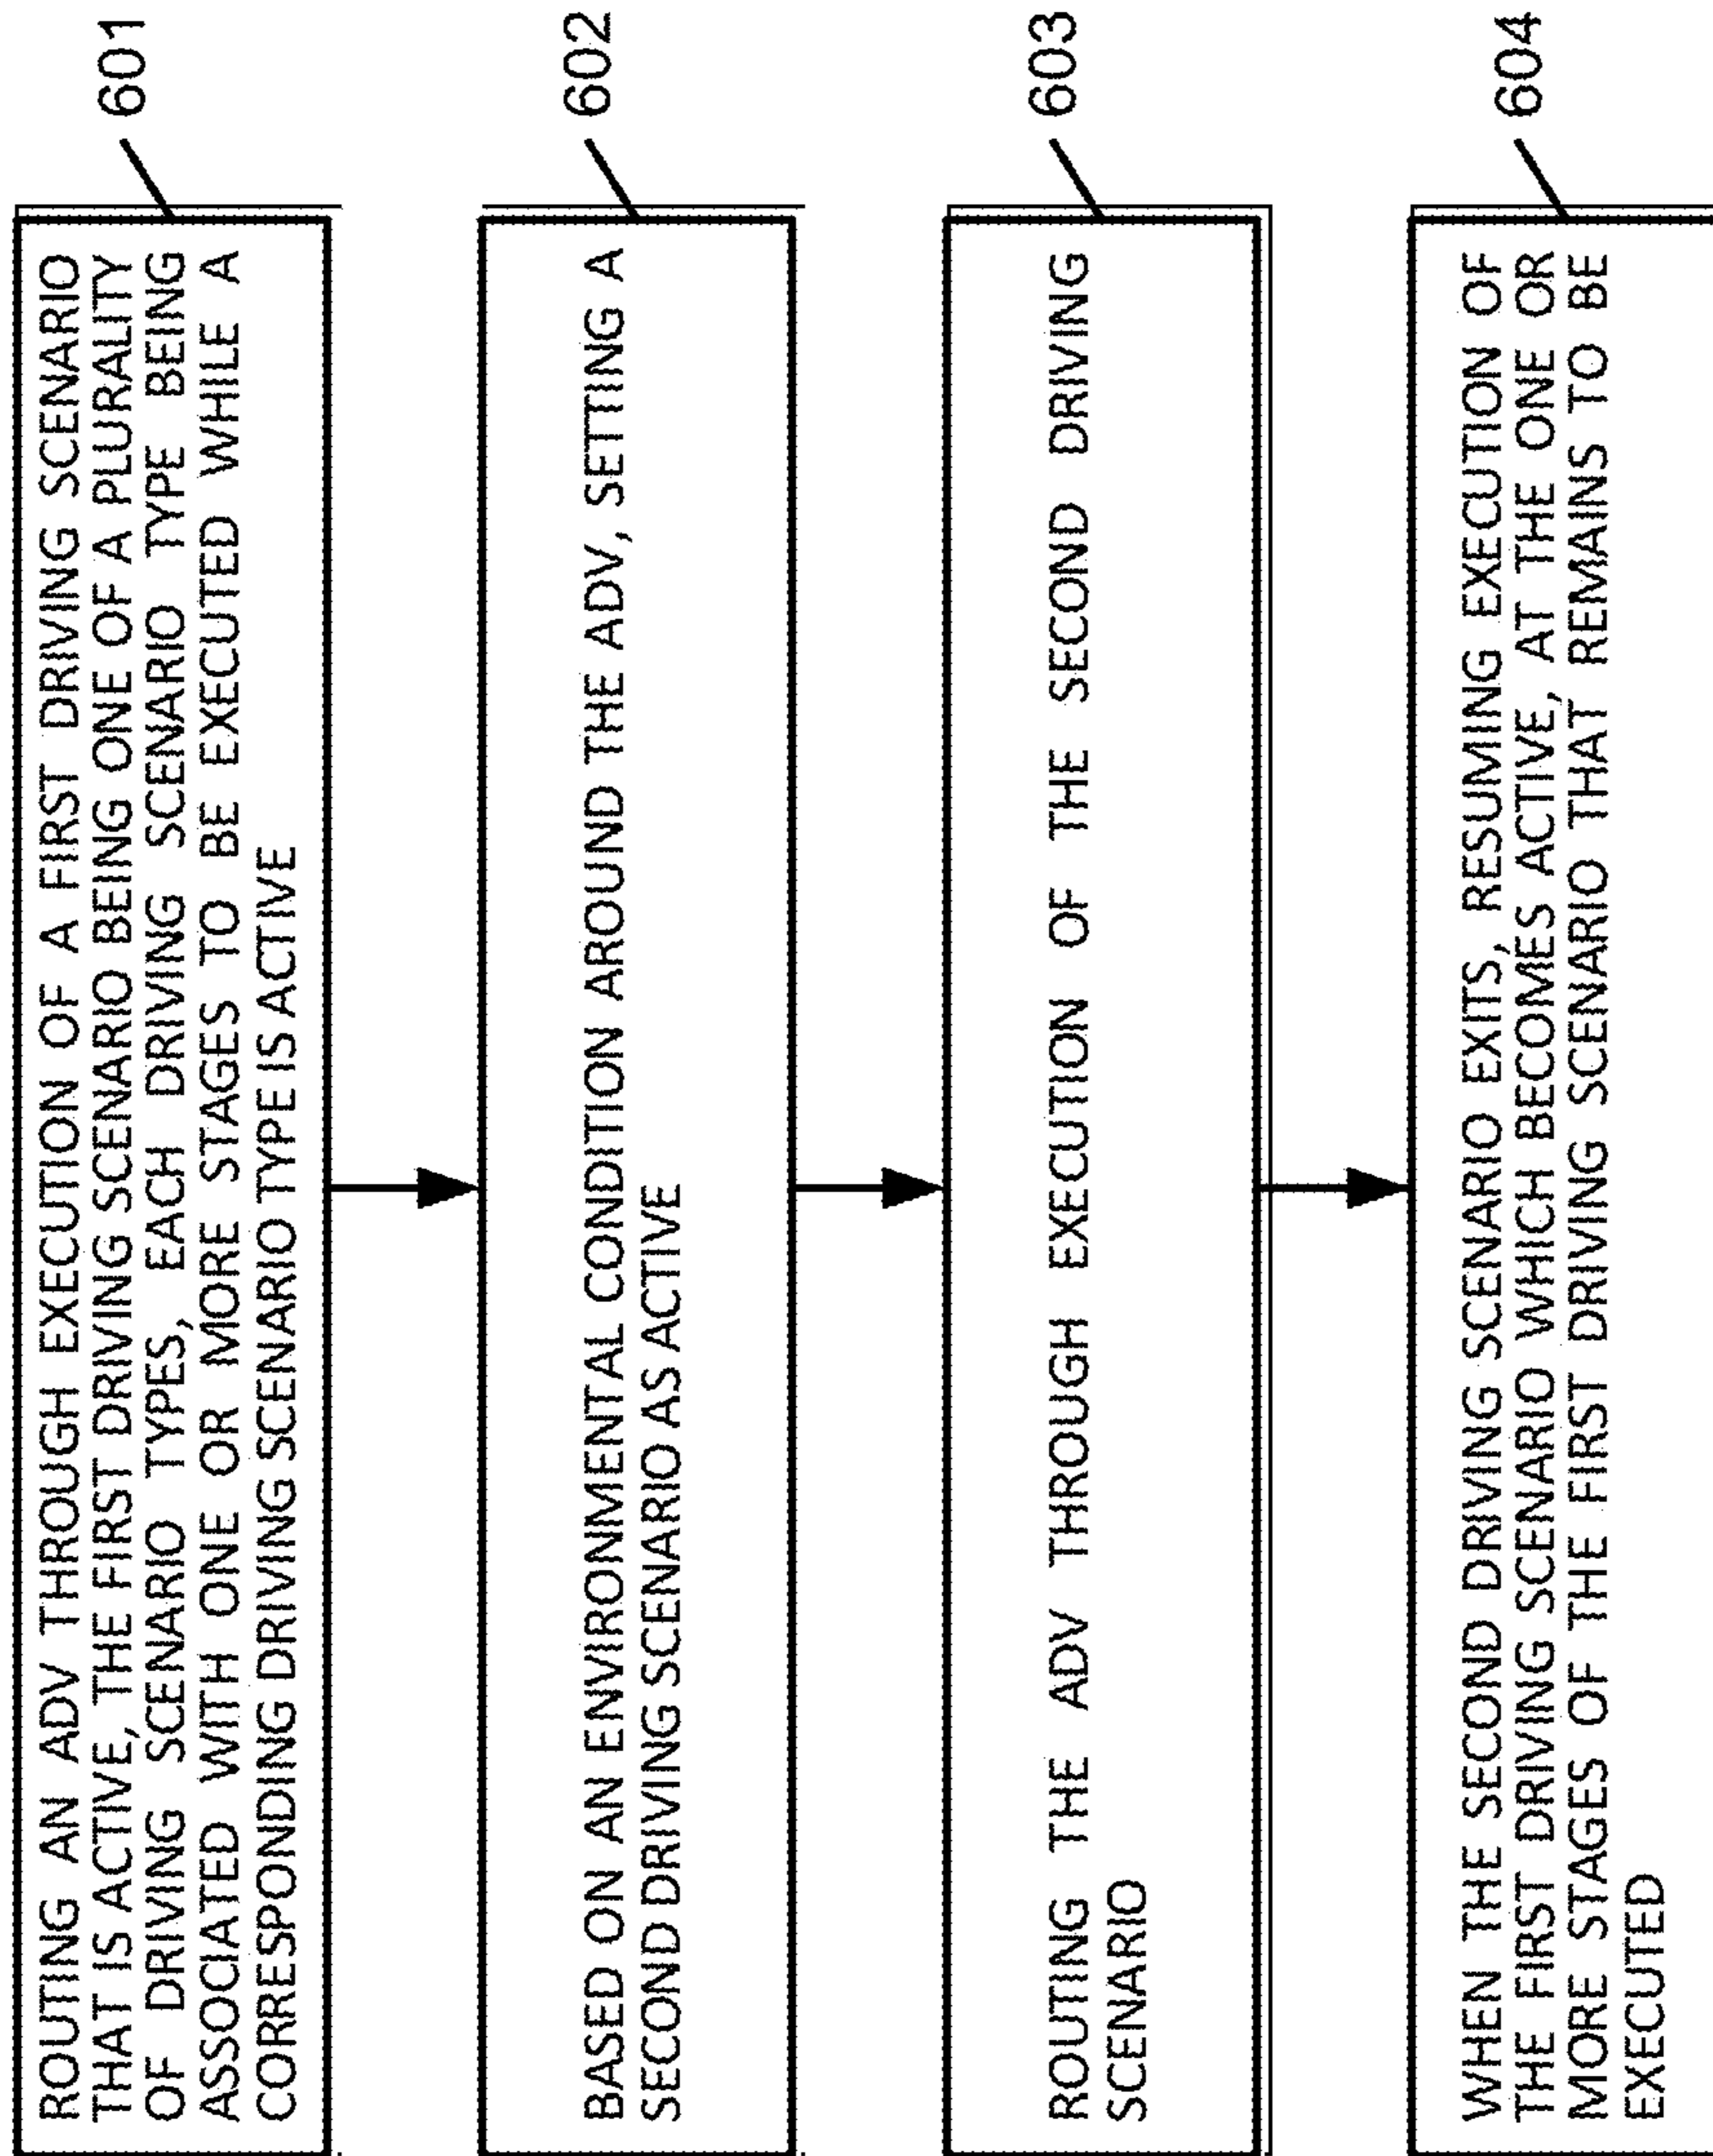 ROUTING AN ADV THROUGH EXECUTION OF A FIRST DRIVING SCENARIO
THAT IS ACTIVE, THE FIRST DRIVING SCENARIO BEING ONE OF A PLURALITY
OF DRIVING SCENARIO TYPES, EACH DRIVING SCENARIO TYPE BEING
ASSOCIATED WITH ONE OR MORE STAGES TO BE EXECUTED WHILE A
CORRESPONDING DRIVING SCENARIO TYPE IS ACTIVE
601
BASED ON AN ENVIRONMENTAL CONDITION AROUND THE ADV, SETTING A
SECOND DRIVING SCENARIO AS ACTIVE
602
ROUTING THE ADV THROUGH EXECUTION OF THE SECOND DRIVING
SCENARIO
603
WHEN THE SECOND DRIVING SCENARIO EXITS, RESUMING EXECUTION OF
THE FIRST DRIVING SCENARIO WHICH BECOMES ACTIVE, AT THE ONE OR
MORE STAGES OF THE FIRST DRIVING SCENARIO THAT REMAINS TO BE
EXECUTED
604